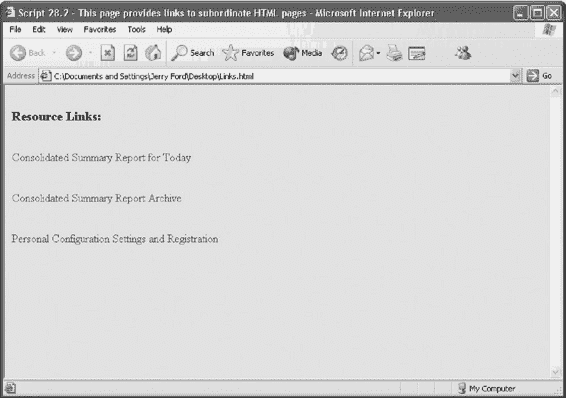 Script 28.2 - This page provides links to subordinate HTML pages - Microsoft Internet Explorer
File Edit View Favorites Tools Help
Back Search Favorites Media
Address C:\Documents and Settings\Jerry Ford\Desktop\Links.html Go
Resource Links:
Consolidated Summary Report for Today
Consolidated Summary Report Archive
Personal Configuration Settings and Registration
My Computer